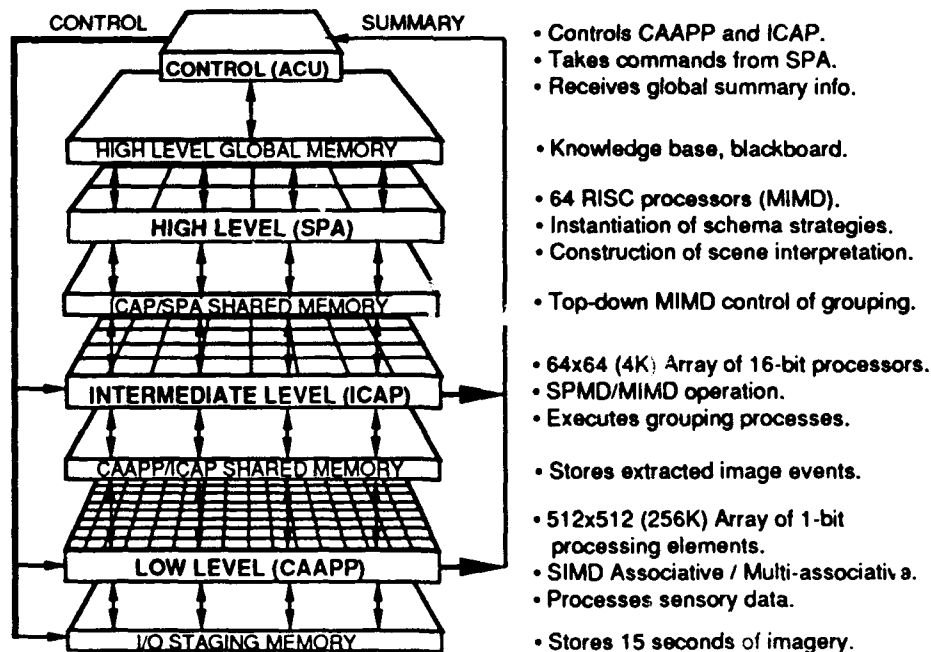 CONTROL
SUMMARY
CONTROL (ACU)
• Controls CAAPP and ICAP.
• Takes commands from SPA.
• Receives global summary info.
HIGH LEVEL GLOBAL MEMORY
• Knowledge base, blackboard.
HIGH LEVEL (SPA)
• 64 RISC processors (MIMD).
• Instantiation of schema strategies.
• Construction of scene interpretation.
ICAP/SPA SHARED MEMORY
• Top-down MIMD control of grouping.
INTERMEDIATE LEVEL (ICAP)
• 64x64 (4K) Array of 16-bit processors.
• SPMD/MIMD operation.
• Executes grouping processes.
CAAPP/ICAP SHARED MEMORY
• Stores extracted image events.
LOW LEVEL (CAAPP)
• 512x512 (256K) Array of 1-bit
processing elements.
• SIMD Associative / Multi-associative.
• Processes sensory data.
I/O STAGING MEMORY
• Stores 15 seconds of imagery.